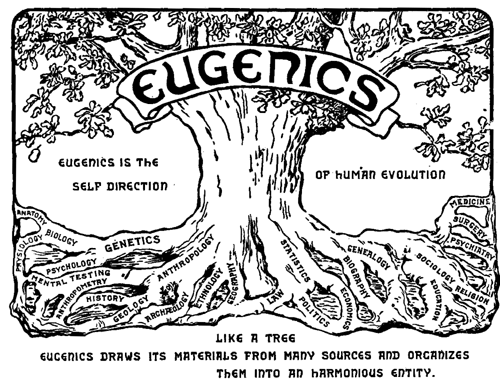 EUGENICS
EUGENICS IS THE
SELF DIRECTION
OF HUMAN EVOLUTION
ANATOMY
PHYSIOLOGY
BIOLOGY
GENETICS
PSYCHOLOGY
MENTAL TESTING
ANTHROPOMETRY
HISTORY
GEOLOGY
ANTHROPOLOGY
ARCHÆOLOGY
ETHNOLOGY
GEOGRAPHY
LAW
STATISTICS
POLITICS
ECONOMICS
BIOGRAPHY
GENEALOGY
EDUCATION
SOCIOLOGY
RELIGION
PSYCHIATRY
SURGERY
MEDICINE
LIKE A TREE
EUGENICS DRAWS ITS MATERIALS FROM MANY SOURCES AND ORGANIZES
THEM INTO AN HARMONIOUS ENTITY.